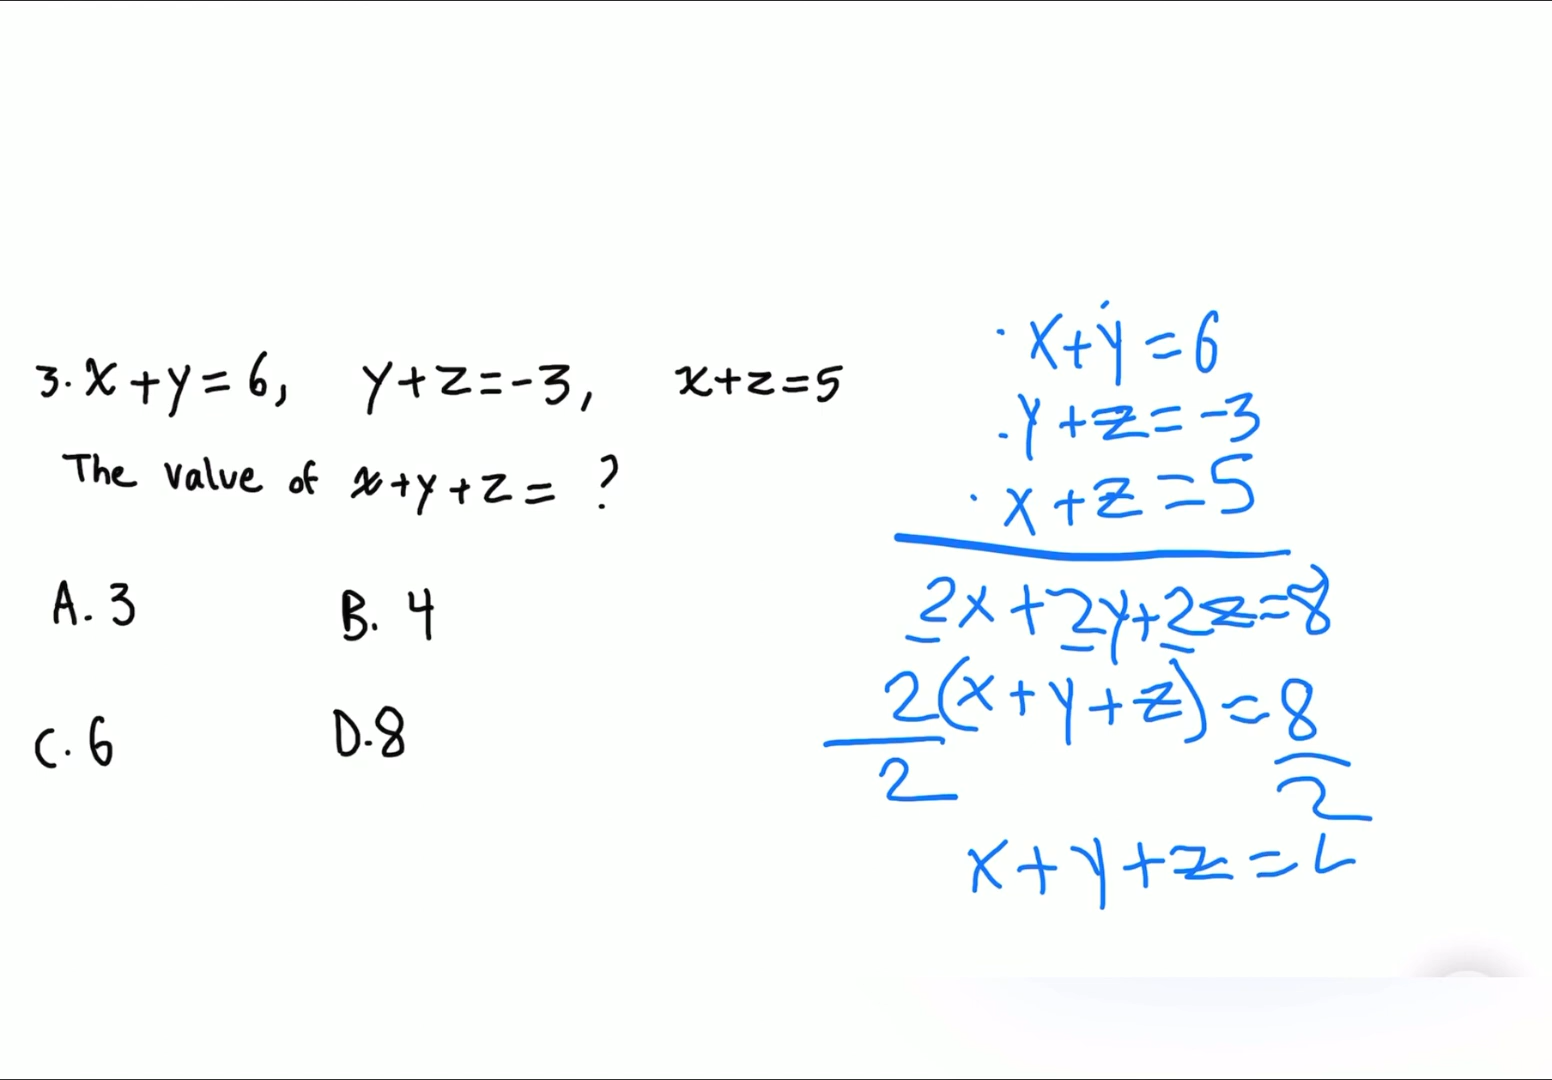 3. x + y = 6, y + z = -3, x + z = 5
The value of x + y + z = ?
A. 3 B. 4
C. 6 D. 8
x + y = 6
y + z = -3
x + z = 5
2x + 2y + 2z = 8
2(x + y + z) = 8
2 2
x + y + z =